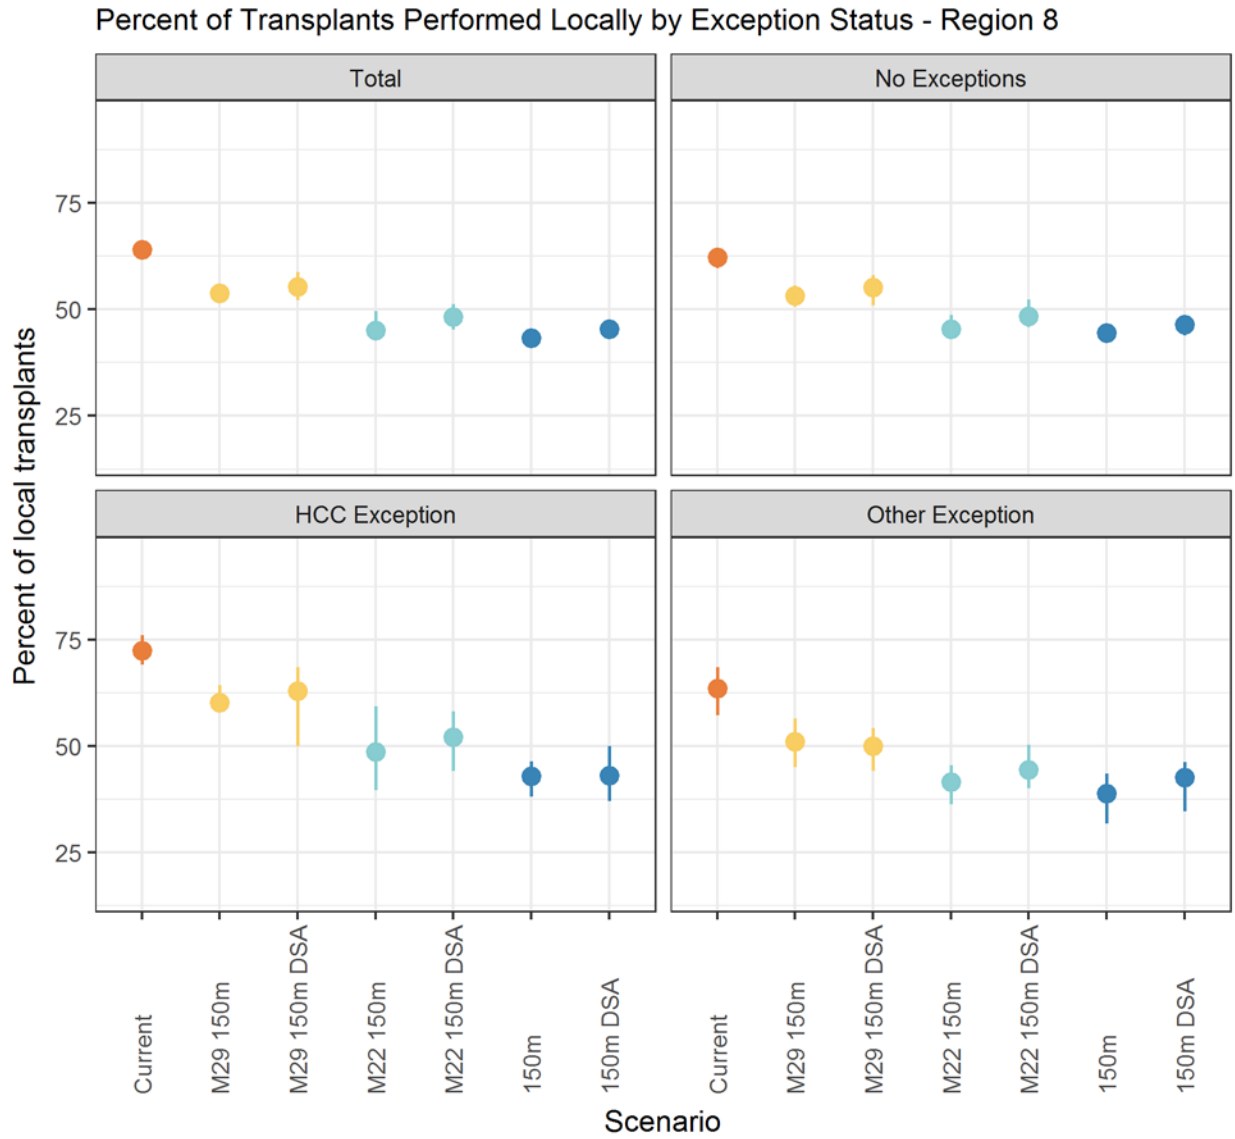 Percent of Transplants Performed Locally by Exception Status - Region 8
Total
No Exceptions
Percent of local transplants
75
50
25
HCC Exception
Other Exception
75
50
25
Current
M29 150m
M29 150m DSA
M22 150m
M22 150m DSA
150m
150m DSA
Current
M29 150m
M29 150m DSA
M22 150m
M22 150m DSA
150m
150m DSA
Scenario